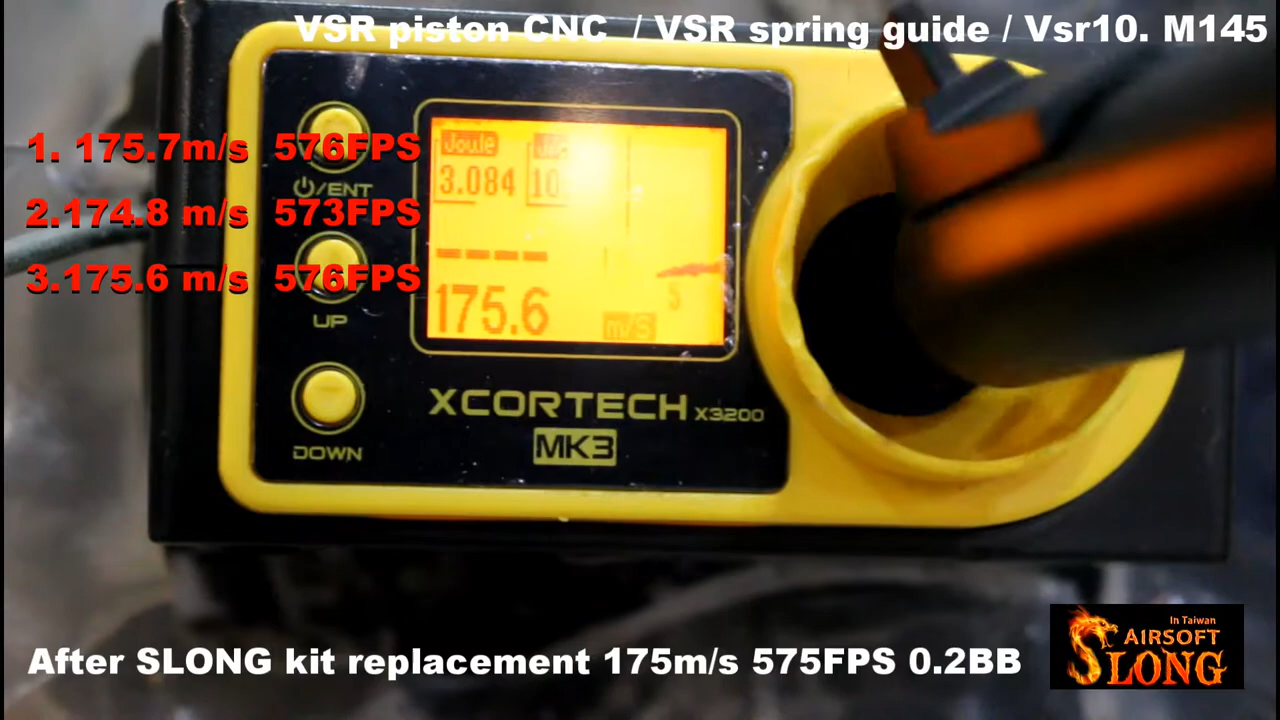 VSR piston CNC / VSR spring guide / Vsr10. M145
1. 175.7m/s 576FPS
2.174.8 m/s 573FPS
3.175.6 m/s 576FPS
Joule
3.084 10
/ENT
----
175.6 m/s 5
UP
XCORTECH X3200
MK3
DOWN
After SLONG kit replacement 175m/s 575FPS 0.2BB
In Taiwan
AIRSOFT
SLONG